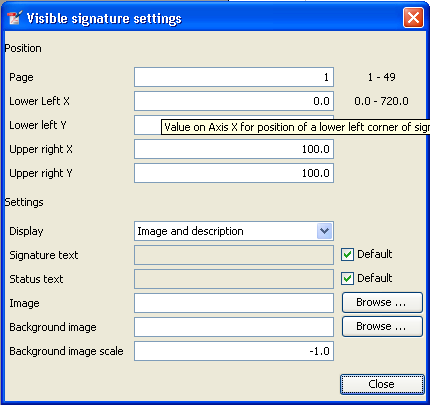 Visible signature settings
Position
Page 1 1 - 49
Lower Left X 0.0 0.0 - 720.0
Lower left Y
Value on Axis X for position of a lower left corner of
Upper right X 100.0
Upper right Y 100.0
Settings
Display Image and description
Signature text Default
Status text Default
Image Browse ...
Background image Browse ...
Background image scale -1.0
Close